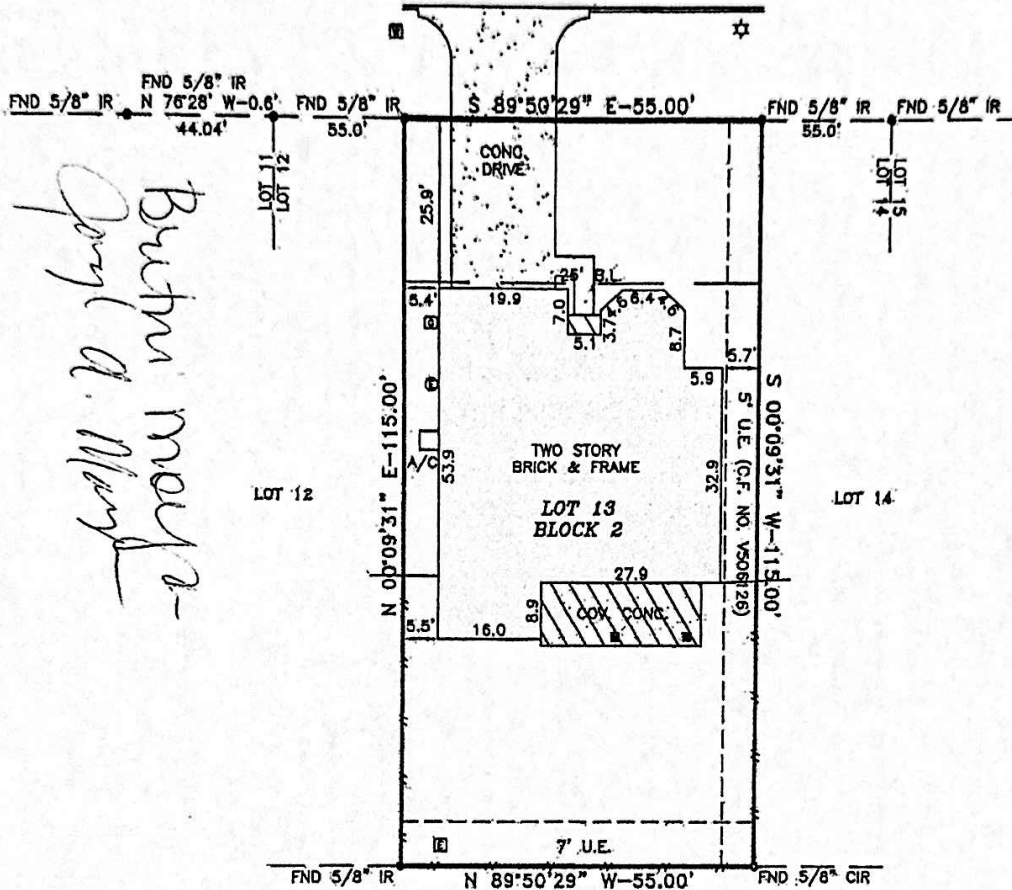 FND 5/8" IR
FND 5/8" IR N 76°28' W-0.6' FND 5/8" IR S 89°50'29" E-55.00' FND 5/8" IR FND 5/8" IR
44.04' 55.0' 55.0'
LOT 11
LOT 12
CONC.
DRIVE
LOT 15
LOT 14
25.9'
25' B.L.
5.4' 19.9 7.0 5.1 3.7 6.4 8.7
G
5.9 5.7'
N 00°09'31" E-115.00'
A/C
53.9
TWO STORY
BRICK & FRAME
LOT 13
BLOCK 2
LOT 12
LOT 14
32.9
5' U.E. (C.F. NO. V506126)
S 00°09'31" W-115.00'
27.9
8.9
COV. CONC.
5.5' 16.0
E
7' U.E.
FND 5/8" IR N 89°50'29" W-55.00' FND 5/8" CIR